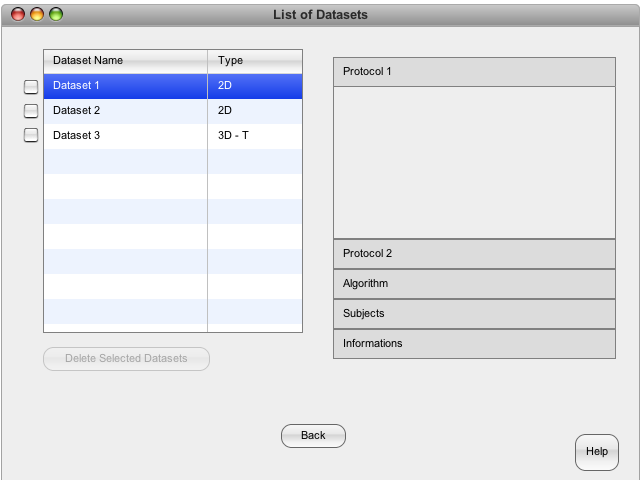 List of Datasets
Dataset Name Type
Dataset 1 2D
Dataset 2 2D
Dataset 3 3D - T
Delete Selected Datasets
Protocol 1
Protocol 2
Algorithm
Subjects
Informations
Back
Help